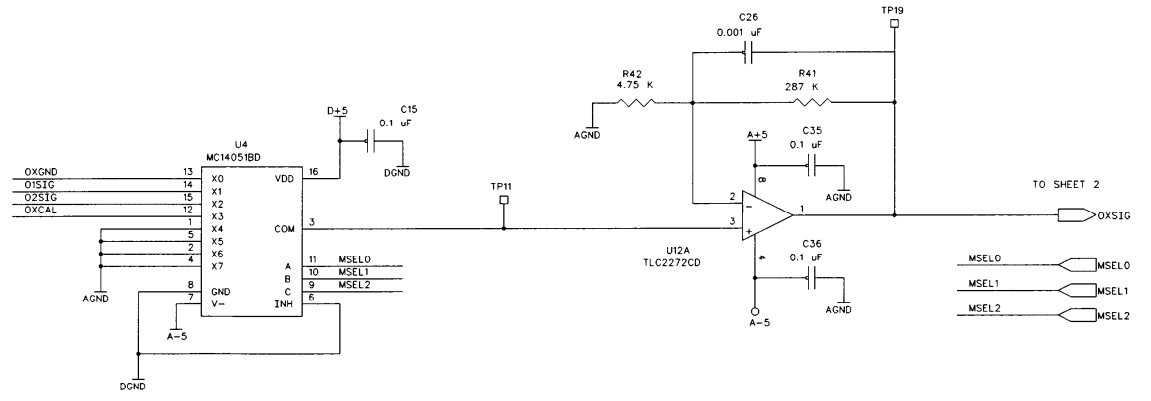 TP19
C26
0.001 uF
R42
4.75 K
R41
287 K
AGND
D+5
C15
0.1 uF
DGND
U4
MC14051BD
A+5
C35
0.1 uF
8
AGND
OXGND 13 X0 VDD 16
O1SIG 14 X1
O2SIG 15 X2
OXCAL 12 X3
1 X4 COM 3
5 X5
2 X6
4 X7 A 11 MSEL0
B 10 MSEL1
8 GND C 9 MSEL2
7 V- INH 6
AGND
A-5
DGND
TP11
2 -
3 +
1
U12A
TLC2272CD
4
C36
0.1 uF
AGND
A-5
TO SHEET 2
OXSIG
MSEL0 MSEL0
MSEL1 MSEL1
MSEL2 MSEL2